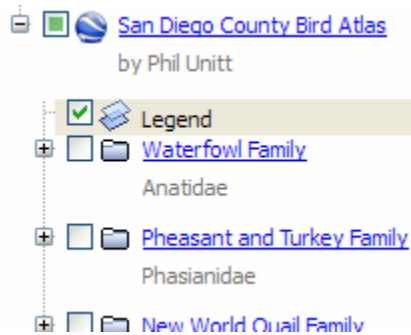 San Diego County Bird Atlas
by Phil Unitt
Legend
Waterfowl Family
Anatidae
Pheasant and Turkey Family
Phasianidae
New World Quail Family